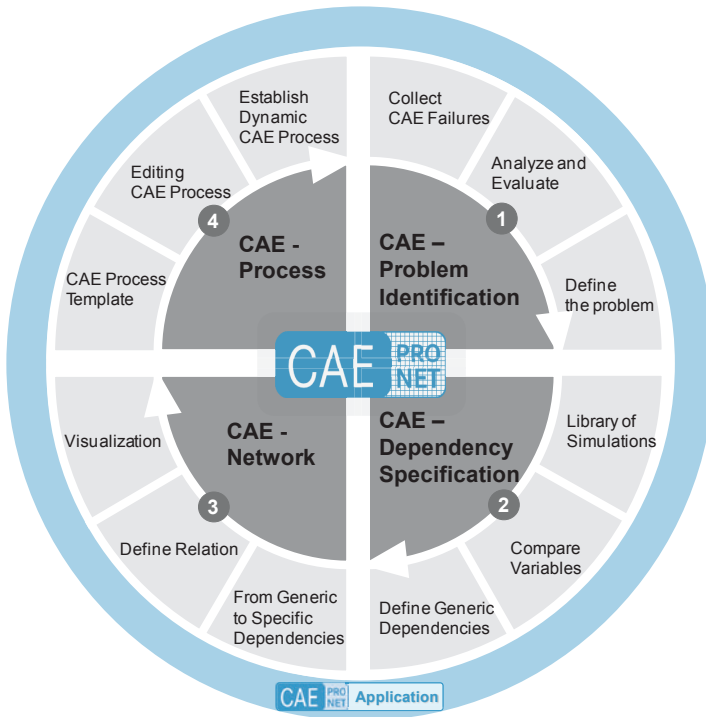 Collect
CAE Failures
Analyze and
Evaluate
Define
the problem
1
CAE –
Problem
Identification
Library of
Simulations
Compare
Variables
Define Generic
Dependencies
2
CAE –
Dependency
Specification
From Generic
to Specific
Dependencies
Define Relation
Visualization
3
CAE -
Network
CAE Process
Template
Editing
CAE Process
Establish
Dynamic
CAE Process
4
CAE -
Process
CAE PRO
NET
CAE PRO
NET Application